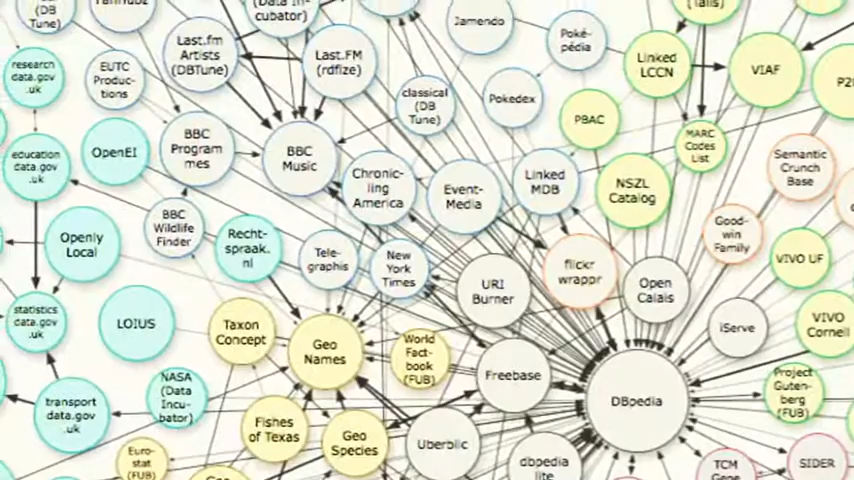 (DB
Tune)
cubator)
Jamendo
Poké-
pédia
Linked
LCCN
VIAF
research
data.gov
.uk
EUTC
Produc-
tions
Last.fm
Artists
(DBTune)
Last.FM
(rdfize)
classical
(DB
Tune)
Pokedex
PBAC
MARC
Codes
List
education
data.gov
.uk
OpenEI
BBC
Program
mes
BBC
Music
Chronic-
ling
America
Event-
Media
Linked
MDB
NSZL
Catalog
Semantic
Crunch
Base
Openly
Local
BBC
Wildlife
Finder
Recht-
spraak.
nl
Tele-
graphis
New
York
Times
URI
Burner
flickr
wrappr
Open
Calais
Good-
win
Family
VIVO UF
statistics
data.gov
.uk
LOIUS
Taxon
Concept
Geo
Names
World
Fact-
book
(FUB)
Freebase
iServe
VIVO
Cornell
transport
data.gov
.uk
NASA
(Data
Incu-
bator)
DBpedia
Project
Guten-
berg
(FUB)
Fishes
of Texas
Geo
Species
Uberblic
dbpedia
lite
Euro-
stat
(FUB)
TCM
Gene
SIDER